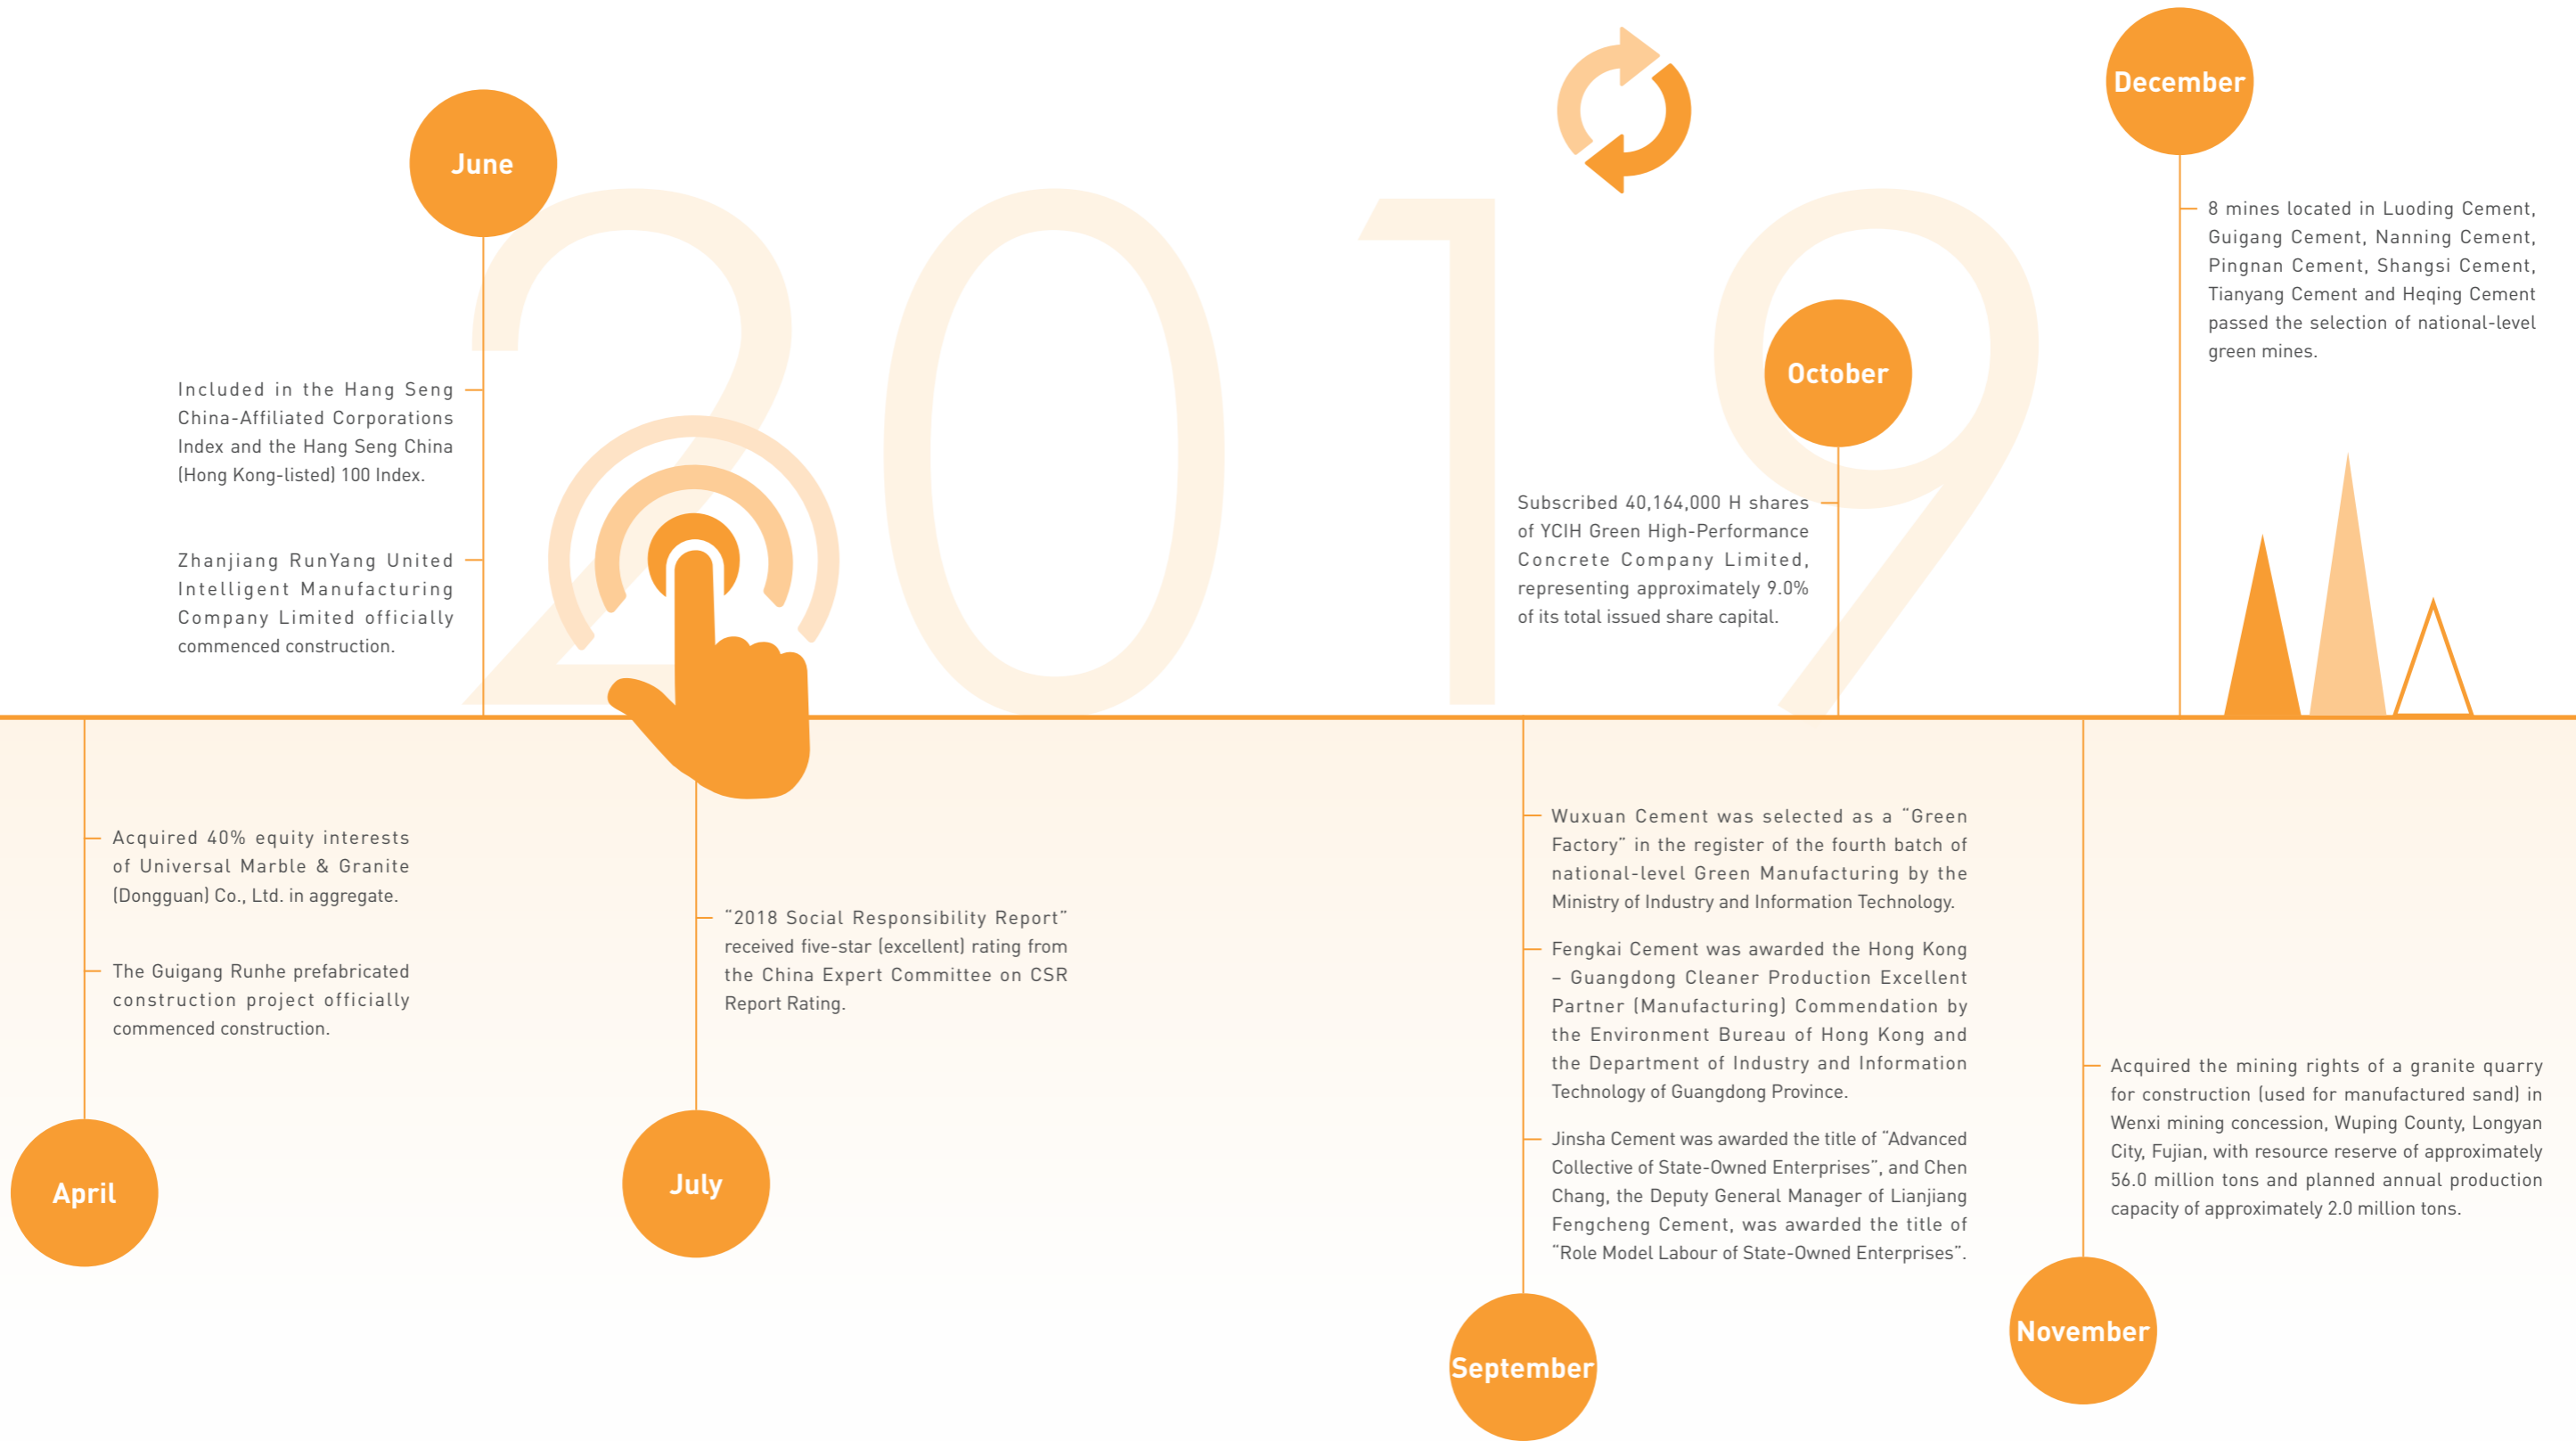 2019
April
Acquired 40% equity interests
of Universal Marble & Granite
(Dongguan) Co., Ltd. in aggregate.
The Guigang Runhe prefabricated
construction project officially
commenced construction.
June
Included in the Hang Seng
China-Affiliated Corporations
Index and the Hang Seng China
(Hong Kong-listed) 100 Index.
Zhanjiang RunYang United
Intelligent Manufacturing
Company Limited officially
commenced construction.
July
“2018 Social Responsibility Report”
received five-star (excellent) rating from
the China Expert Committee on CSR
Report Rating.
September
Wuxuan Cement was selected as a “Green
Factory” in the register of the fourth batch of
national-level Green Manufacturing by the
Ministry of Industry and Information Technology.
Fengkai Cement was awarded the Hong Kong
– Guangdong Cleaner Production Excellent
Partner (Manufacturing) Commendation by
the Environment Bureau of Hong Kong and
the Department of Industry and Information
Technology of Guangdong Province.
Jinsha Cement was awarded the title of “Advanced
Collective of State-Owned Enterprises”, and Chen
Chang, the Deputy General Manager of Lianjiang
Fengcheng Cement, was awarded the title of
“Role Model Labour of State-Owned Enterprises”.
October
Subscribed 40,164,000 H shares
of YCIH Green High-Performance
Concrete Company Limited,
representing approximately 9.0%
of its total issued share capital.
November
Acquired the mining rights of a granite quarry
for construction (used for manufactured sand) in
Wenxi mining concession, Wuping County, Longyan
City, Fujian, with resource reserve of approximately
56.0 million tons and planned annual production
capacity of approximately 2.0 million tons.
December
8 mines located in Luoding Cement,
Guigang Cement, Nanning Cement,
Pingnan Cement, Shangsi Cement,
Tianyang Cement and Heqing Cement
passed the selection of national-level
green mines.